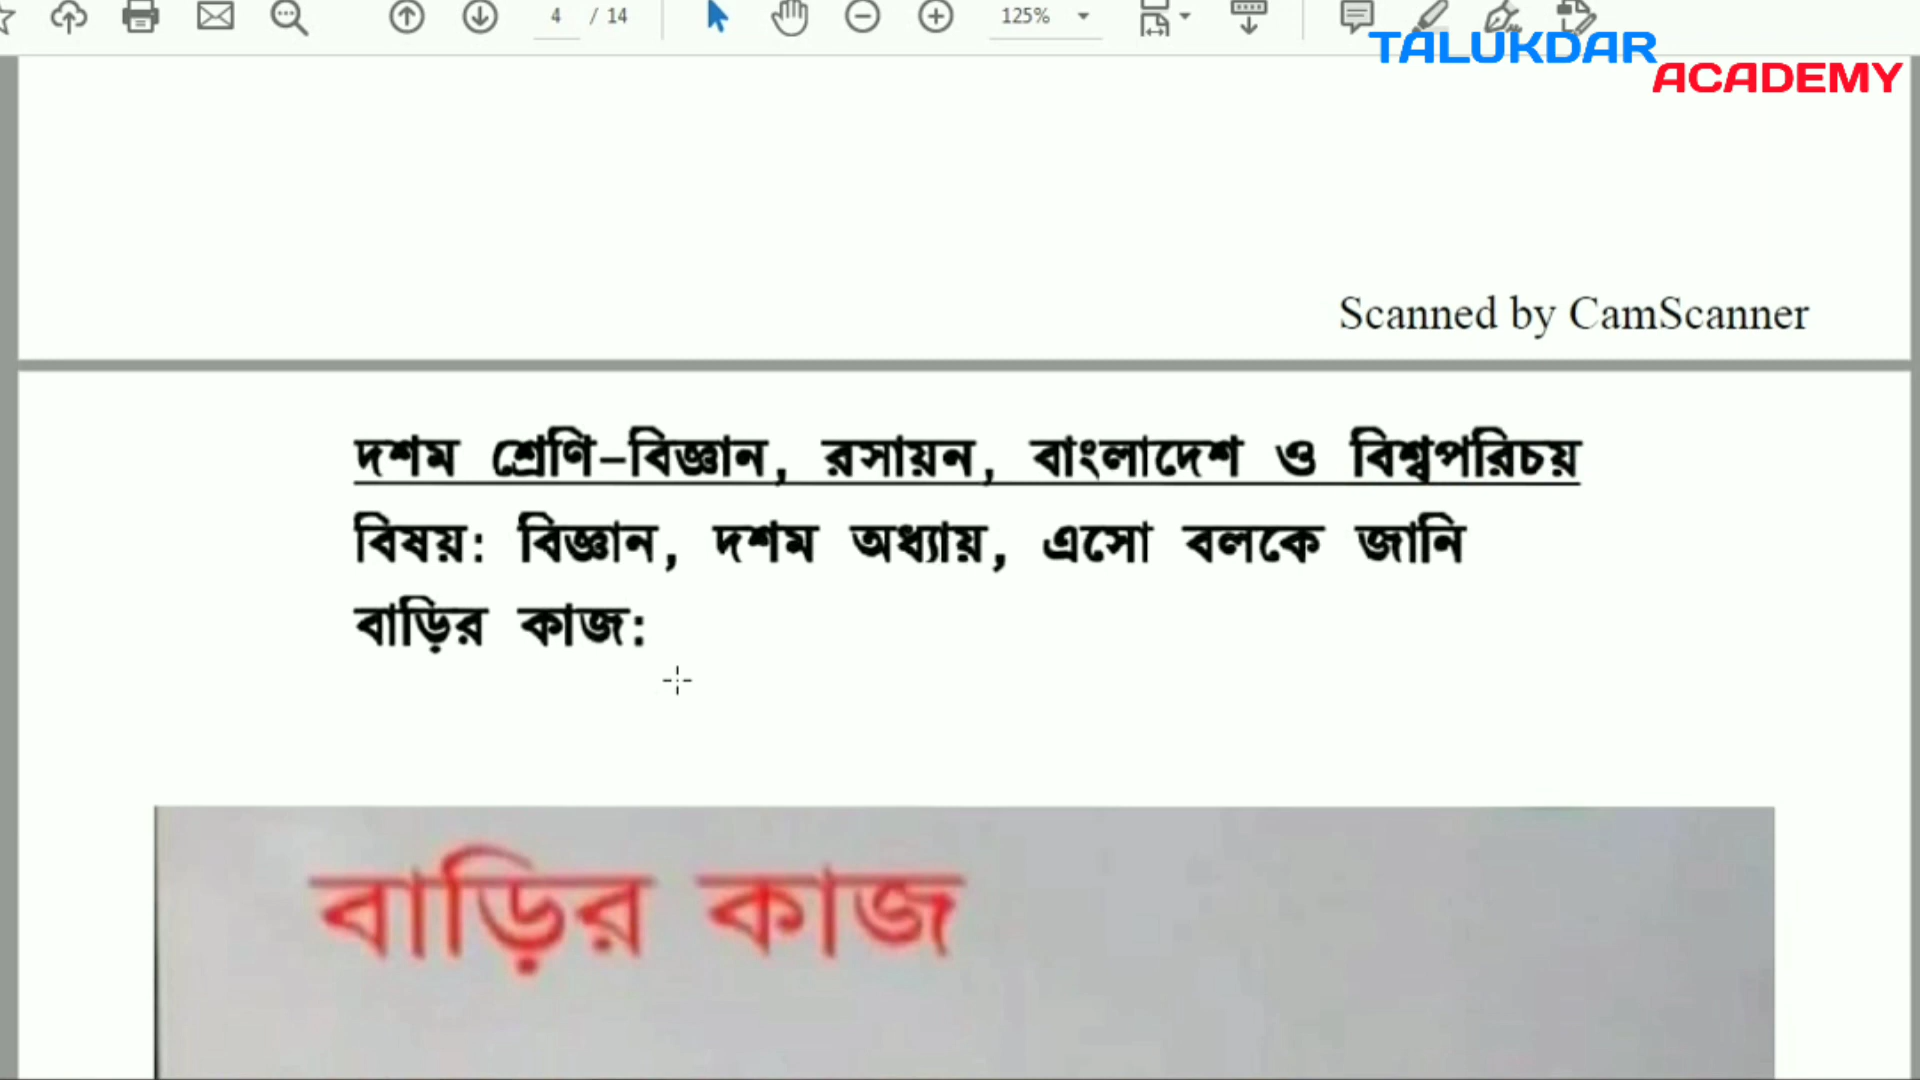 4 / 14
125%
TALUKDAR
ACADEMY
Scanned by CamScanner
দশম শ্রেণি-বিজ্ঞান, রসায়ন, বাংলাদেশ ও বিশ্বপরিচয়
বিষয়: বিজ্ঞান, দশম অধ্যায়, এসো বলকে জানি
বাড়ির কাজ:
বাড়ির কাজ